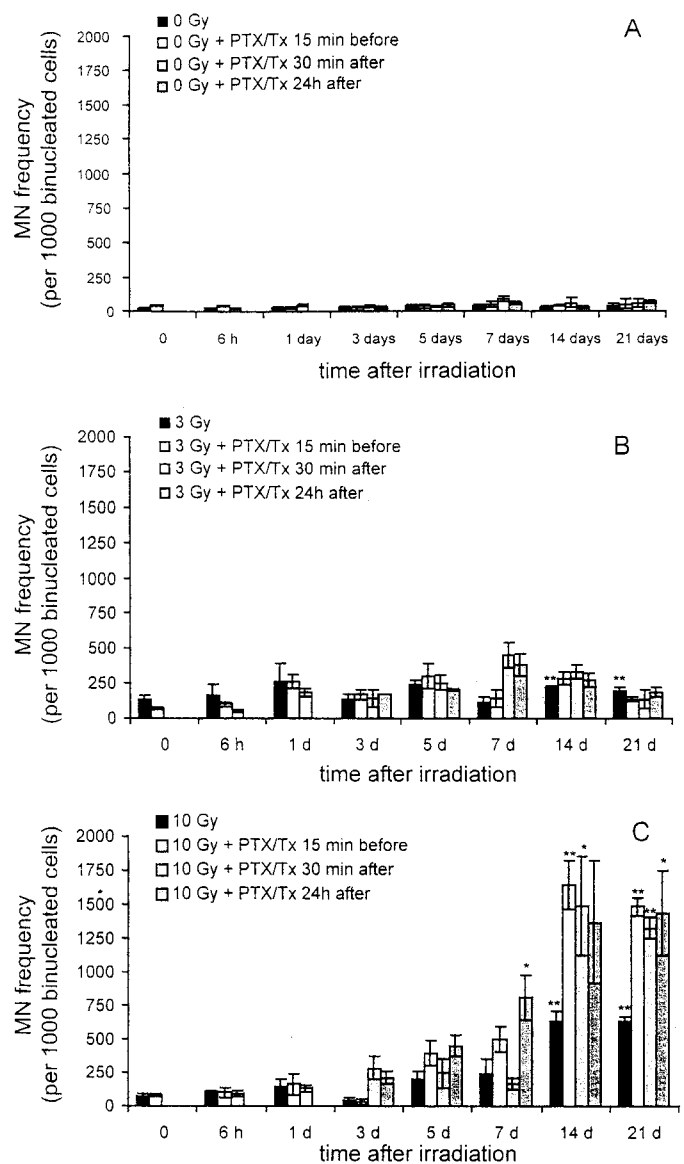 A
0 Gy
0 Gy + PTX/Tx 15 min before
0 Gy + PTX/Tx 30 min after
0 Gy + PTX/Tx 24h after
MN frequency
(per 1000 binucleated cells)
2000
1750
1500
1250
1000
750
500
250
0
0 6 h 1 day 3 days 5 days 7 days 14 days 21 days
time after irradiation
B
3 Gy
3 Gy + PTX/Tx 15 min before
3 Gy + PTX/Tx 30 min after
3 Gy + PTX/Tx 24h after
MN frequency
(per 1000 binucleated cells)
2000
1750
1500
1250
1000
750
500
250
0
** **
0 6 h 1 d 3 d 5 d 7 d 14 d 21 d
time after irradiation
C
10 Gy
10 Gy + PTX/Tx 15 min before
10 Gy + PTX/Tx 30 min after
10 Gy + PTX/Tx 24h after
MN frequency
(per 1000 binucleated cells)
2000
1750
1500
1250
1000
750
500
250
0
* ** ** * ** ** ** *
0 6 h 1 d 3 d 5 d 7 d 14 d 21 d
time after irradiation